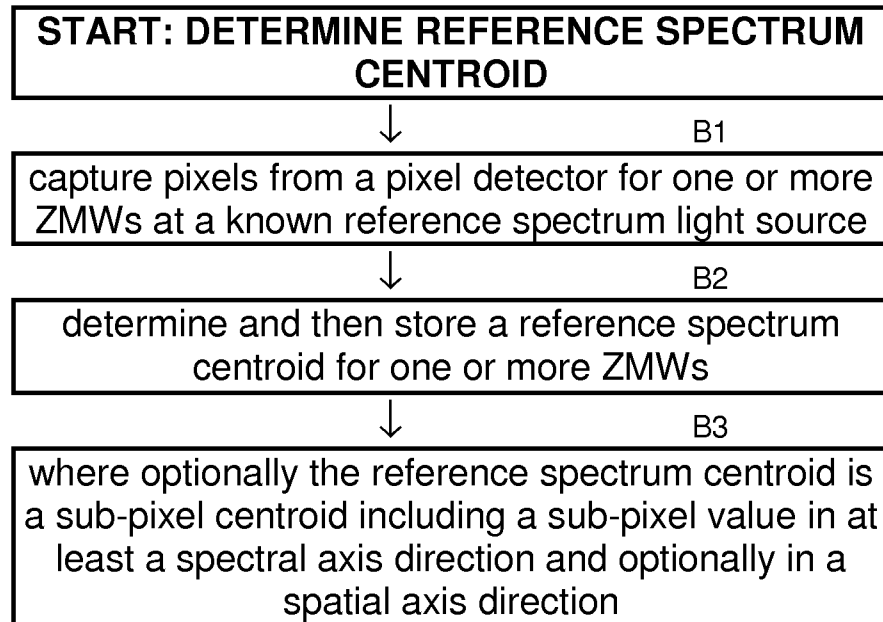 START: DETERMINE REFERENCE SPECTRUM
CENTROID
B1
capture pixels from a pixel detector for one or more
ZMWs at a known reference spectrum light source
B2
determine and then store a reference spectrum
centroid for one or more ZMWs
B3
where optionally the reference spectrum centroid is
a sub-pixel centroid including a sub-pixel value in at
least a spectral axis direction and optionally in a
spatial axis direction